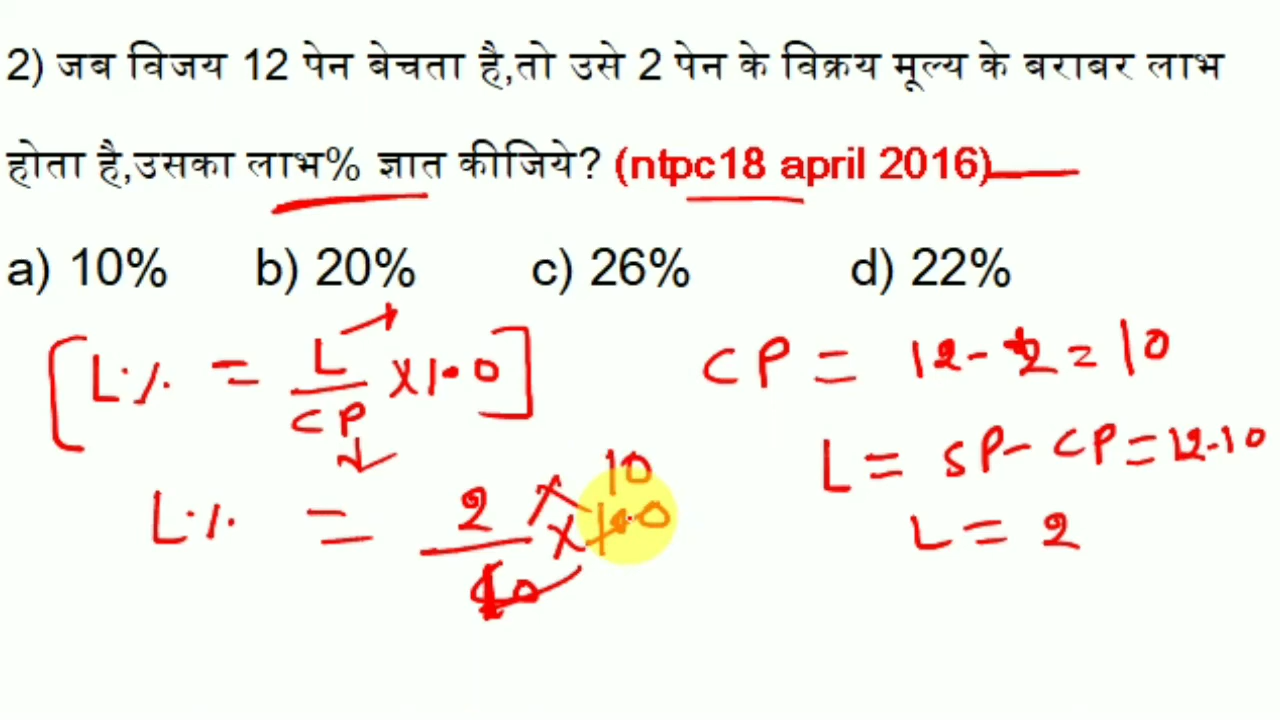 2) जब विजय 12 पेन बेचता है,तो उसे 2 पेन के विक्रय मूल्य के बराबर लाभ
होता है,उसका लाभ% ज्ञात कीजिये? (ntpc18 april 2016)
a) 10% b) 20% c) 26% d) 22%
[L% = L/CP × 100]
CP = 12 - 2 = 10
L = SP - CP = 12-10
L = 2
L% = 2/10 × 100 10